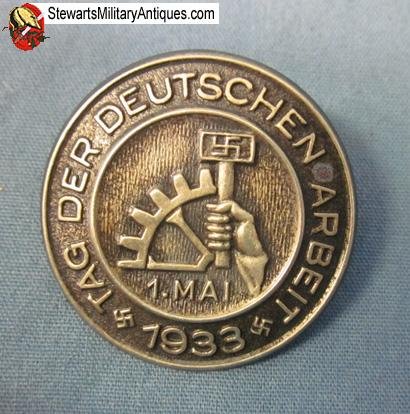 StewartsMilitaryAntiques.com
TAG DER DEUTSCHEN ARBEIT
1. MAI
1933